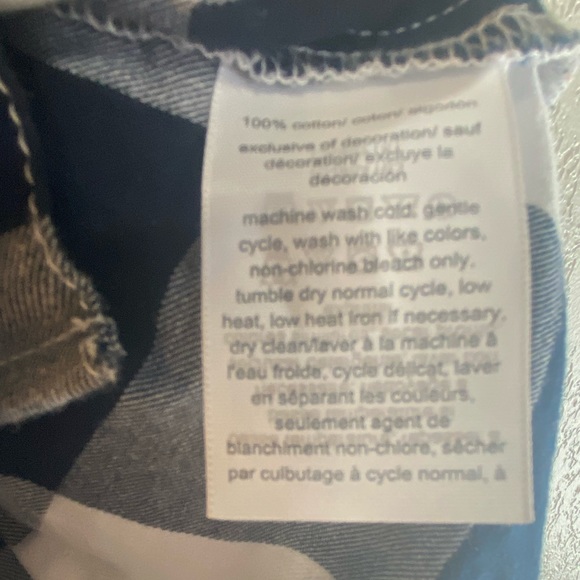 100% cotton/ coton/ algodón
exclusive of decoration/ sauf
décoration/ excluye la
decoración
machine wash cold, gentle
cycle, wash with like colors,
non-chlorine bleach only,
tumble dry normal cycle, low
heat, low heat iron if necessary,
dry clean/laver à la machine à
l'eau froide, cycle délicat, laver
en séparant les couleurs,
seulement agent de
blanchiment non-chlore, sécher
par culbutage à cycle normal, à